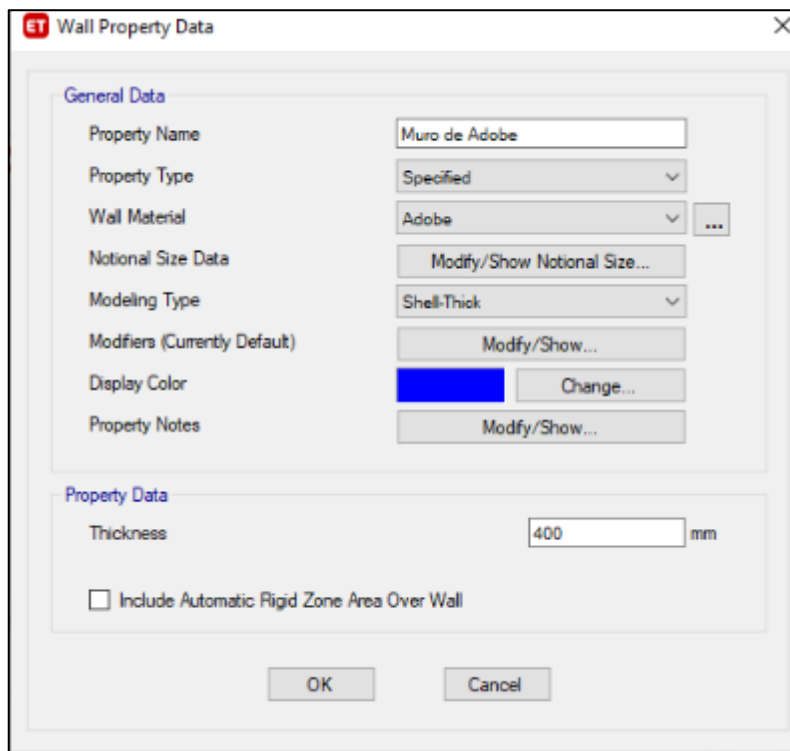 ET Wall Property Data
General Data
Property Name Muro de Adobe
Property Type Specified
Wall Material Adobe ...
Notional Size Data Modify/Show Notional Size...
Modeling Type Shell-Thick
Modifiers (Currently Default) Modify/Show...
Display Color Change...
Property Notes Modify/Show...
Property Data
Thickness 400 mm
Include Automatic Rigid Zone Area Over Wall
OK Cancel